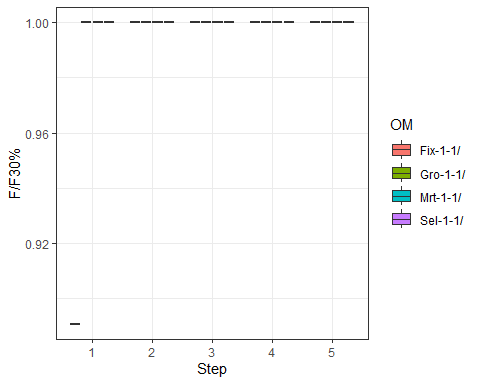 1.00
0.96
0.92
F/F30%
1 2 3 4 5
Step
OM
Fix-1-1/
Gro-1-1/
Mrt-1-1/
Sel-1-1/